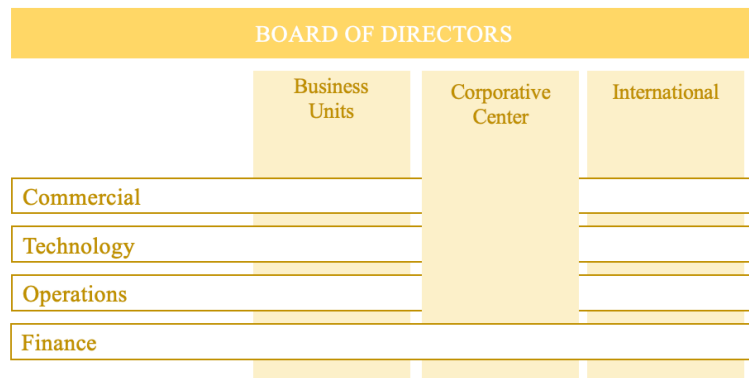 BOARD OF DIRECTORS
Business
Units
Corporative
Center
International
Commercial
Technology
Operations
Finance